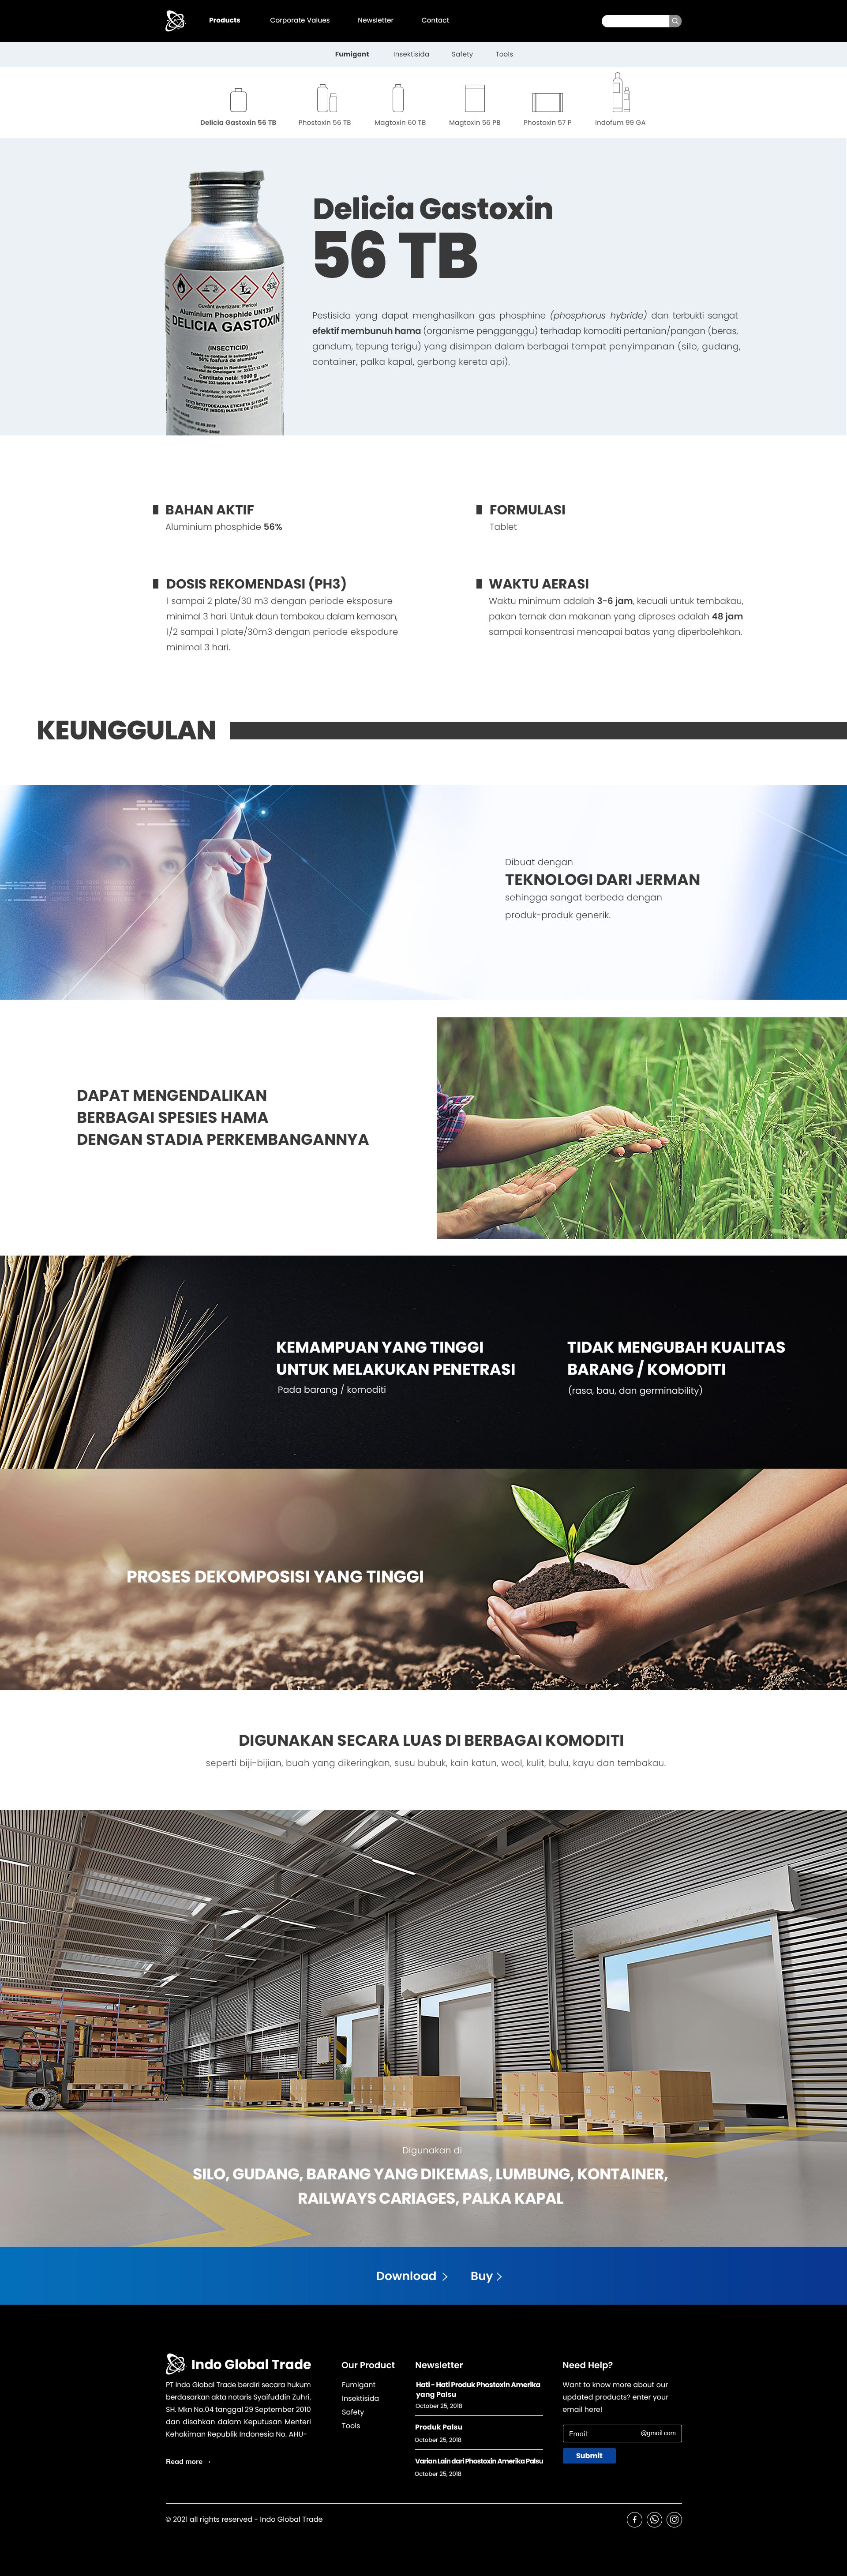 Products
Corporate Values
Newsletter
Contact
Fumigant
Insektisida
Safety
Tools
Delicia Gastoxin 56 TB
Phostoxin 56 TB
Magtoxin 60 TB
Magtoxin 56 PB
Phostoxin 57 P
Indofum 99 GA
Cuvânt avertizare: Pericol
Aluminium Phosphide UN1397
DELICIA GASTOXIN
(INSECTICID)
56% fosfură de aluminiu
Cantitate netă: 1000 g
Delicia Gastoxin
56 TB
Pestisida yang dapat menghasilkan gas phosphine (phosphorus hybride) dan terbukti sangat
efektif membunuh hama (organisme pengganggu) terhadap komoditi pertanian/pangan (beras,
gandum, tepung terigu) yang disimpan dalam berbagai tempat penyimpanan (silo, gudang,
container, palka kapal, gerbong kereta api).
BAHAN AKTIF
Aluminium phosphide 56%
FORMULASI
Tablet
DOSIS REKOMENDASI (PH3)
1 sampai 2 plate/30 m3 dengan periode eksposure
minimal 3 hari. Untuk daun tembakau dalam kemasan,
1/2 sampai 1 plate/30m3 dengan periode ekspodure
minimal 3 hari.
WAKTU AERASI
Waktu minimum adalah 3-6 jam, kecuali untuk tembakau,
pakan ternak dan makanan yang diproses adalah 48 jam
sampai konsentrasi mencapai batas yang diperbolehkan.
KEUNGGULAN
Dibuat dengan
TEKNOLOGI DARI JERMAN
sehingga sangat berbeda dengan
produk-produk generik.
DAPAT MENGENDALIKAN
BERBAGAI SPESIES HAMA
DENGAN STADIA PERKEMBANGANNYA
KEMAMPUAN YANG TINGGI
UNTUK MELAKUKAN PENETRASI
Pada barang / komoditi
TIDAK MENGUBAH KUALITAS
BARANG / KOMODITI
(rasa, bau, dan germinability)
PROSES DEKOMPOSISI YANG TINGGI
DIGUNAKAN SECARA LUAS DI BERBAGAI KOMODITI
seperti biji-bijian, buah yang dikeringkan, susu bubuk, kain katun, wool, kulit, bulu, kayu dan tembakau.
Digunakan di
SILO, GUDANG, BARANG YANG DIKEMAS, LUMBUNG, KONTAINER,
RAILWAYS CARIAGES, PALKA KAPAL
Download >
Buy >
Indo Global Trade
PT Indo Global Trade berdiri secara hukum
berdasarkan akta notaris Syaifuddin Zuhri,
SH. Mkn No.04 tanggal 29 September 2010
dan disahkan dalam Keputusan Menteri
Kehakiman Republik Indonesia No. AHU-
Read more →
Our Product
Fumigant
Insektisida
Safety
Tools
Newsletter
Hati - Hati Produk Phostoxin Amerika
yang Palsu
October 25, 2018
Produk Palsu
October 25, 2018
Varian Lain dari Phostoxin Amerika Palsu
October 25, 2018
Need Help?
Want to know more about our
updated products? enter your
email here!
Email: @gmail.com
Submit
© 2021 all rights reserved - Indo Global Trade